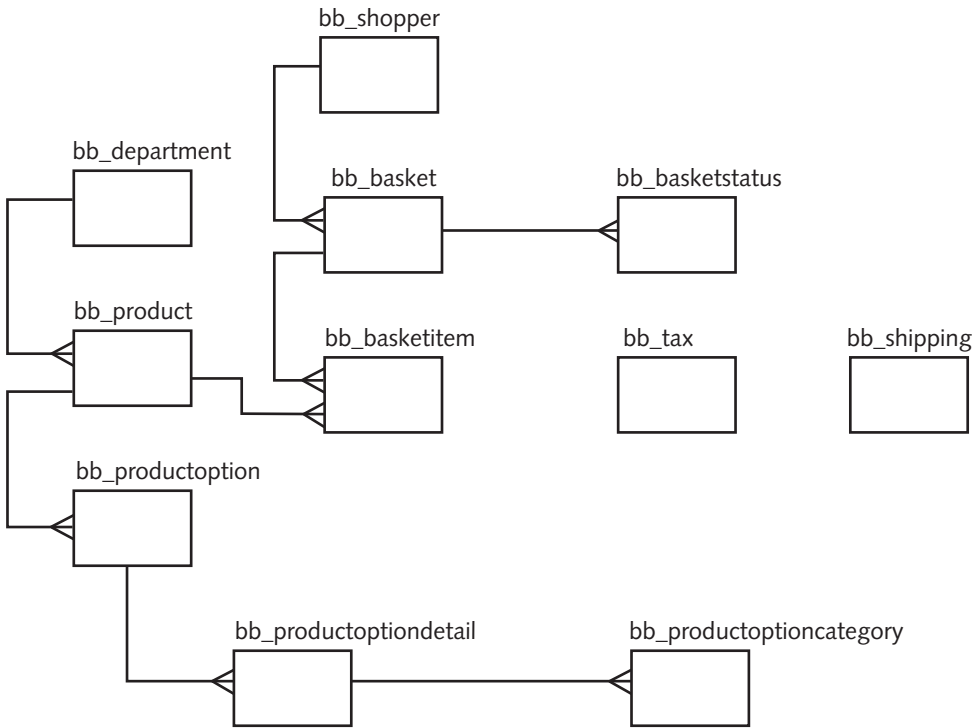 bb_shopper
bb_department
bb_basket
bb_basketstatus
bb_product
bb_basketitem
bb_tax
bb_shipping
bb_productoption
bb_productoptiondetail
bb_productoptioncategory